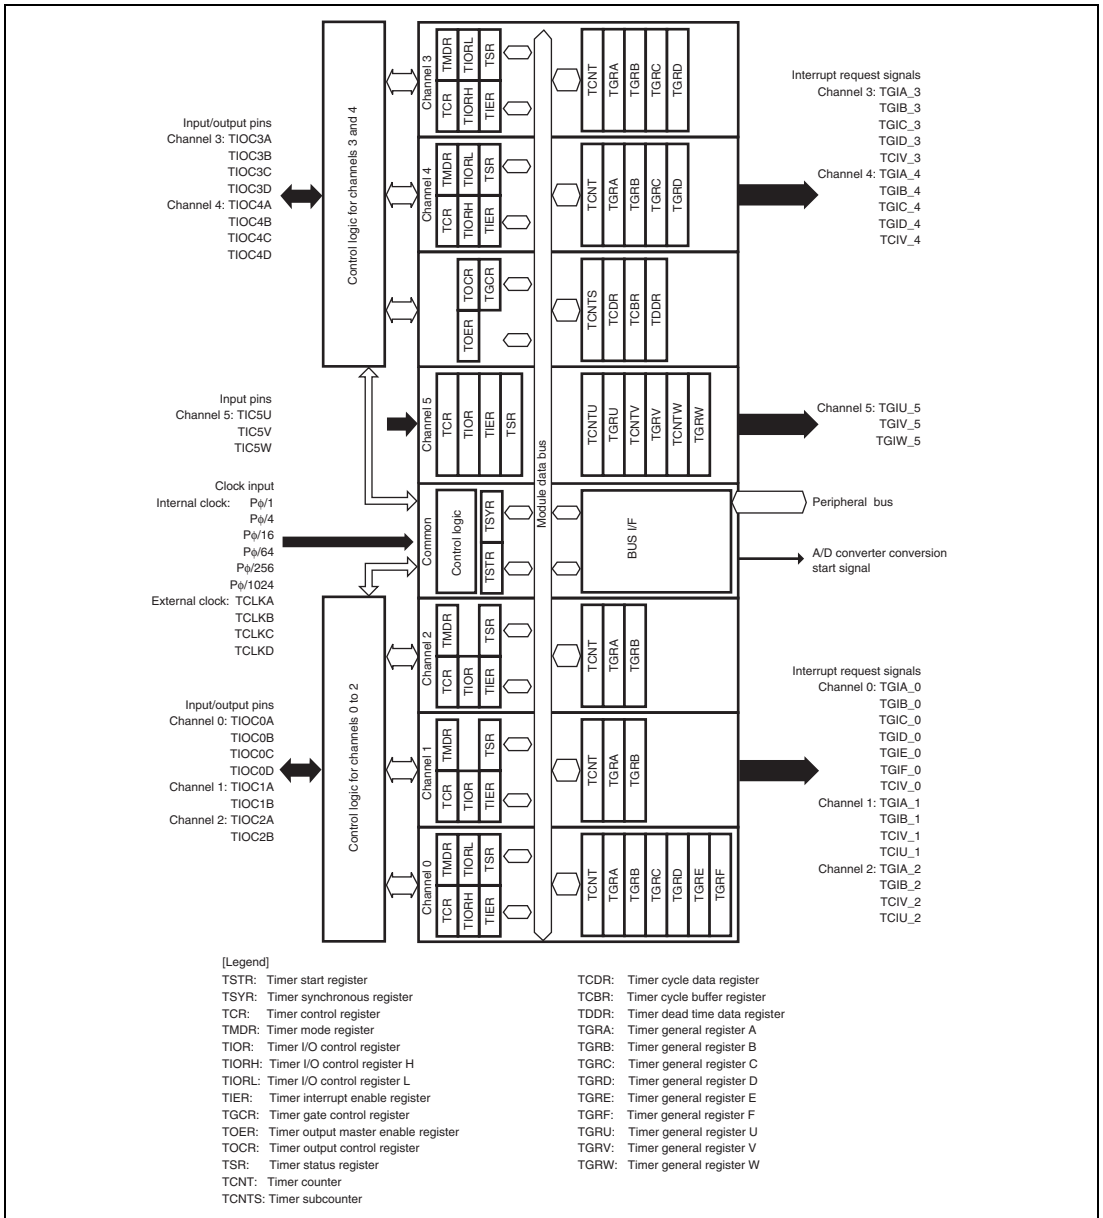 Input/output pins
Channel 3: TIOC3A
TIOC3B
TIOC3C
TIOC3D
Channel 4: TIOC4A
TIOC4B
TIOC4C
TIOC4D
Input pins
Channel 5: TIC5U
TIC5V
TIC5W
Clock input
Internal clock: Pϕ/1
Pϕ/4
Pϕ/16
Pϕ/64
Pϕ/256
Pϕ/1024
External clock: TCLKA
TCLKB
TCLKC
TCLKD
Input/output pins
Channel 0: TIOC0A
TIOC0B
TIOC0C
TIOC0D
Channel 1: TIOC1A
TIOC1B
Channel 2: TIOC2A
TIOC2B
Control logic for channels 3 and 4
Control logic for channels 0 to 2
Channel 3
TCR
TMDR
TIORH
TIORL
TIER
TSR
TCNT
TGRA
TGRB
TGRC
TGRD
Channel 4
TCR
TMDR
TIORH
TIORL
TIER
TSR
TCNT
TGRA
TGRB
TGRC
TGRD
TOER
TOCR
TGCR
TCNTS
TCDR
TCBR
TDDR
Channel 5
TCR
TIOR
TIER
TSR
TCNTU
TGRU
TCNTV
TGRV
TCNTW
TGRW
Common
Control logic
TSTR
TSYR
BUS I/F
Module data bus
Channel 2
TCR
TMDR
TIOR
TIER
TSR
TCNT
TGRA
TGRB
Channel 1
TCR
TMDR
TIOR
TIER
TSR
TCNT
TGRA
TGRB
Channel 0
TCR
TMDR
TIORH
TIORL
TIER
TSR
TCNT
TGRA
TGRB
TGRC
TGRD
TGRE
TGRF
Interrupt request signals
Channel 3: TGIA_3
TGIB_3
TGIC_3
TGID_3
TCIV_3
Channel 4: TGIA_4
TGIB_4
TGIC_4
TGID_4
TCIV_4
Channel 5: TGIU_5
TGIV_5
TGIW_5
Peripheral bus
A/D converter conversion
start signal
Interrupt request signals
Channel 0: TGIA_0
TGIB_0
TGIC_0
TGID_0
TGIE_0
TGIF_0
TCIV_0
Channel 1: TGIA_1
TGIB_1
TCIV_1
TCIU_1
Channel 2: TGIA_2
TGIB_2
TCIV_2
TCIU_2
[Legend]
TSTR: Timer start register
TSYR: Timer synchronous register
TCR: Timer control register
TMDR: Timer mode register
TIOR: Timer I/O control register
TIORH: Timer I/O control register H
TIORL: Timer I/O control register L
TIER: Timer interrupt enable register
TGCR: Timer gate control register
TOER: Timer output master enable register
TOCR: Timer output control register
TSR: Timer status register
TCNT: Timer counter
TCNTS: Timer subcounter
TCDR: Timer cycle data register
TCBR: Timer cycle buffer register
TDDR: Timer dead time data register
TGRA: Timer general register A
TGRB: Timer general register B
TGRC: Timer general register C
TGRD: Timer general register D
TGRE: Timer general register E
TGRF: Timer general register F
TGRU: Timer general register U
TGRV: Timer general register V
TGRW: Timer general register W